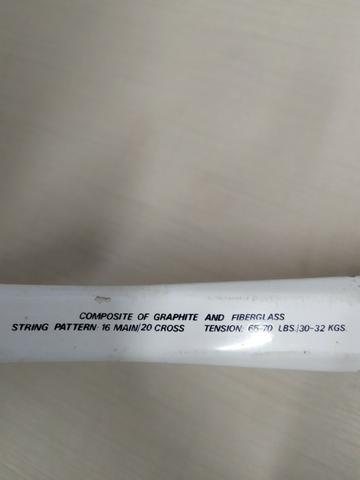 COMPOSITE OF GRAPHITE AND FIBERGLASS
STRING PATTERN: 16 MAIN/20 CROSS TENSION: 65-70 LBS./30-32 KGS.